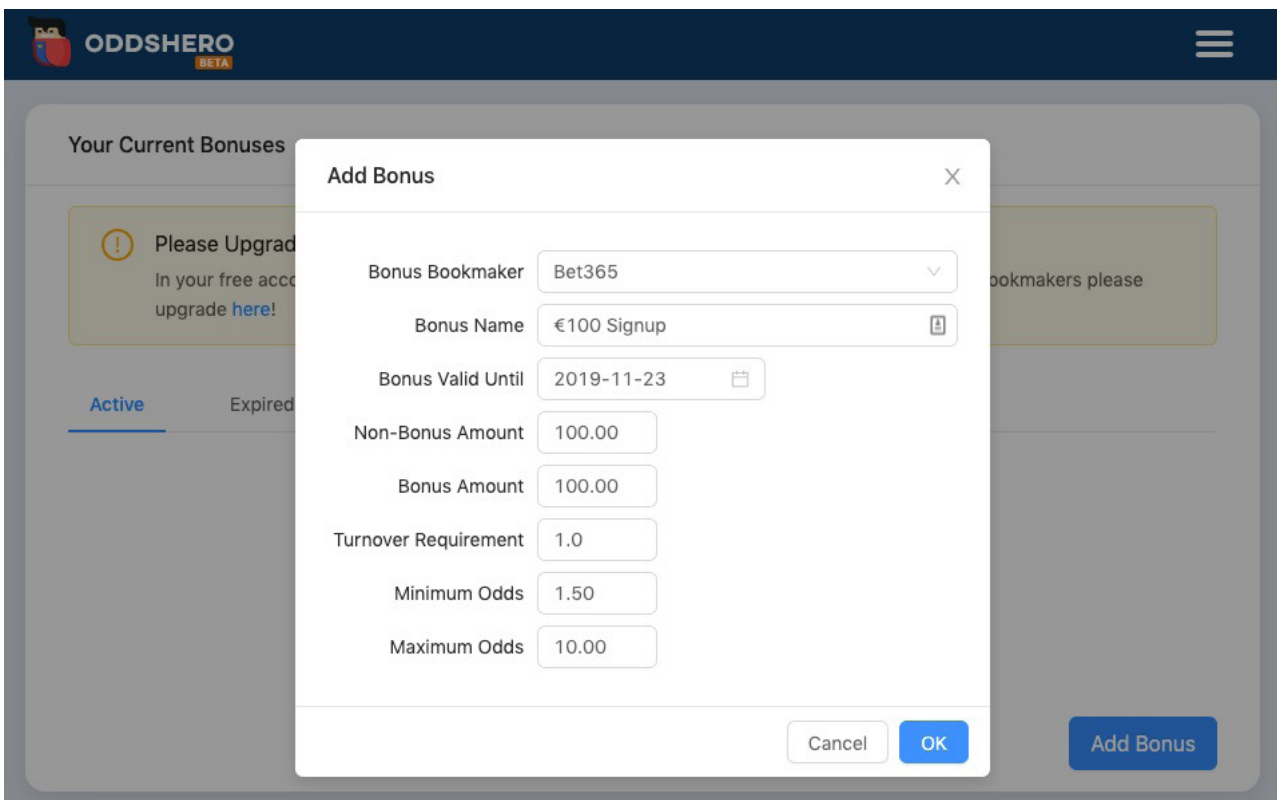 ODDSHERO
BETA
Your Current Bonuses
Add Bonus
X
Please Upgrad
In your free acco
ookmakers please
upgrade here!
Bonus Bookmaker Bet365
Bonus Name €100 Signup
Bonus Valid Until 2019-11-23
Active Expired
Non-Bonus Amount 100.00
Bonus Amount 100.00
Turnover Requirement 1.0
Minimum Odds 1.50
Maximum Odds 10.00
Cancel OK
Add Bonus